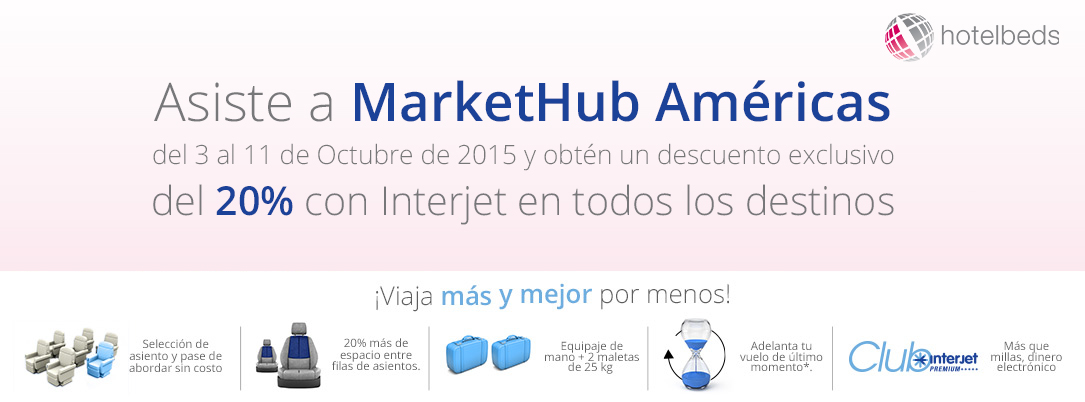 hotelbeds
Asiste a MarketHub Américas
del 3 al 11 de Octubre de 2015 y obtén un descuento exclusivo
del 20% con Interjet en todos los destinos
¡Viaja más y mejor por menos!
Selección de
asiento y pase de
abordar sin costo
20% más de
espacio entre
filas de asientos.
Equipaje de
mano + 2 maletas
de 25 kg
Adelanta tu
vuelo de último
momento*.
Club interjet
PREMIUM
Más que
millas, dinero
electrónico